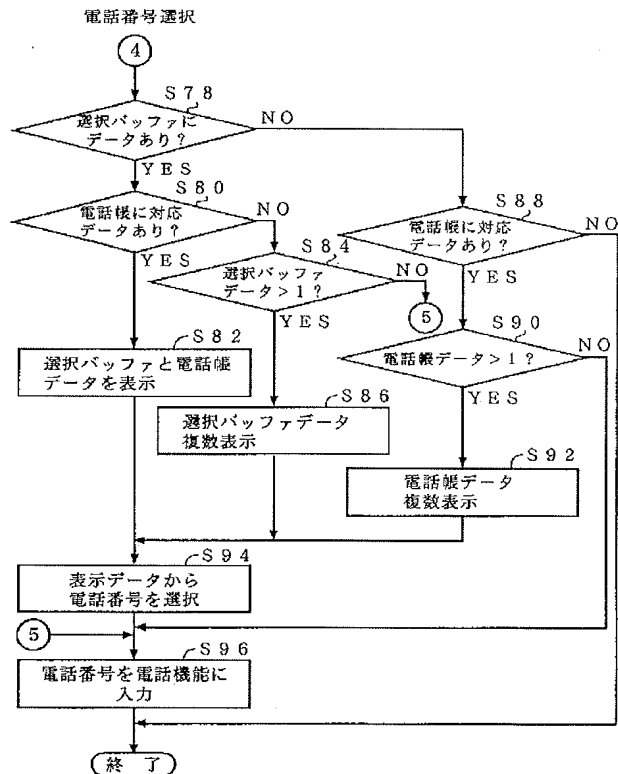 電話番号選択
4
S78
選択バッファに
データあり?
NO
YES
S80
電話帳に対応
データあり?
NO
YES
S88
電話帳に対応
データあり?
NO
YES
S84
選択バッファ
データ>1?
NO
YES
5
S90
電話帳データ>1?
NO
YES
S82
選択バッファと電話帳
データを表示
S86
選択バッファデータ
複数表示
S92
電話帳データ
複数表示
S94
表示データから
電話番号を選択
5
S96
電話番号を電話機能に
入力
終 了